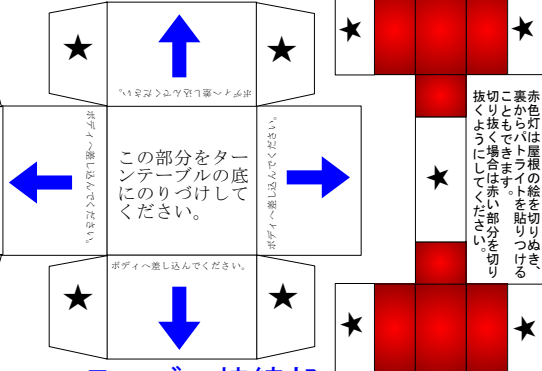 ボディへ差し込んでください。
ボディへ差し込んでください。
この部分をター
ンテーブルの底
にのりづけして
ください。
ボディへ差し込んでください。
ボディへ差し込んでください。
赤色灯は屋根の絵を切りぬき、
裏からパトライトを貼りつける
こともできます。
切り抜く場合は赤い部分を切り
抜くようにしてください。